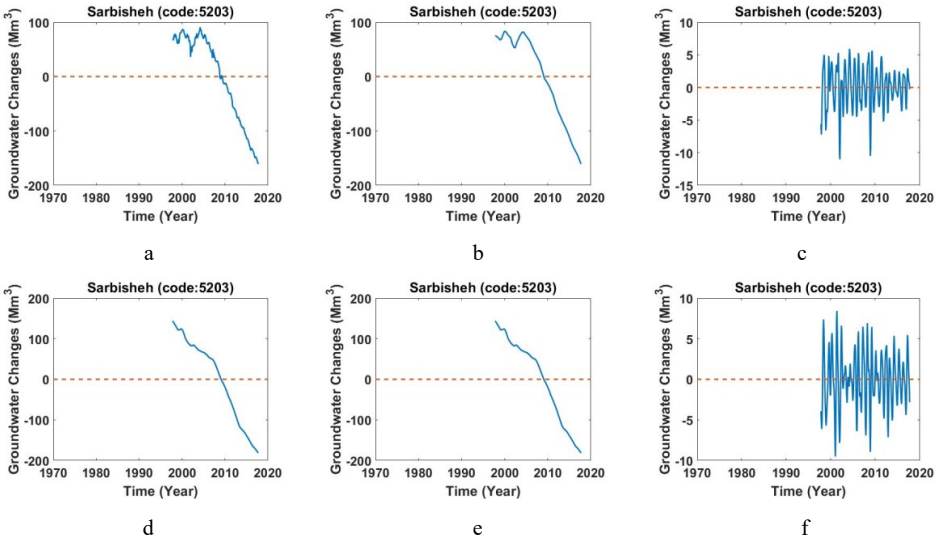 Sarbisheh (code:5203)
Groundwater Changes (Mm³)
100
0
-100
-200
1970 1980 1990 2000 2010 2020
Time (Year)
a
Sarbisheh (code:5203)
Groundwater Changes (Mm³)
100
0
-100
-200
1970 1980 1990 2000 2010 2020
Time (Year)
b
Sarbisheh (code:5203)
Groundwater Changes (Mm³)
10
5
0
-5
-10
-15
1970 1980 1990 2000 2010 2020
Time (Year)
c
Sarbisheh (code:5203)
Groundwater Changes (Mm³)
200
100
0
-100
-200
1970 1980 1990 2000 2010 2020
Time (Year)
d
Sarbisheh (code:5203)
Groundwater Changes (Mm³)
200
100
0
-100
-200
1970 1980 1990 2000 2010 2020
Time (Year)
e
Sarbisheh (code:5203)
Groundwater Changes (Mm³)
10
5
0
-5
-10
1970 1980 1990 2000 2010 2020
Time (Year)
f